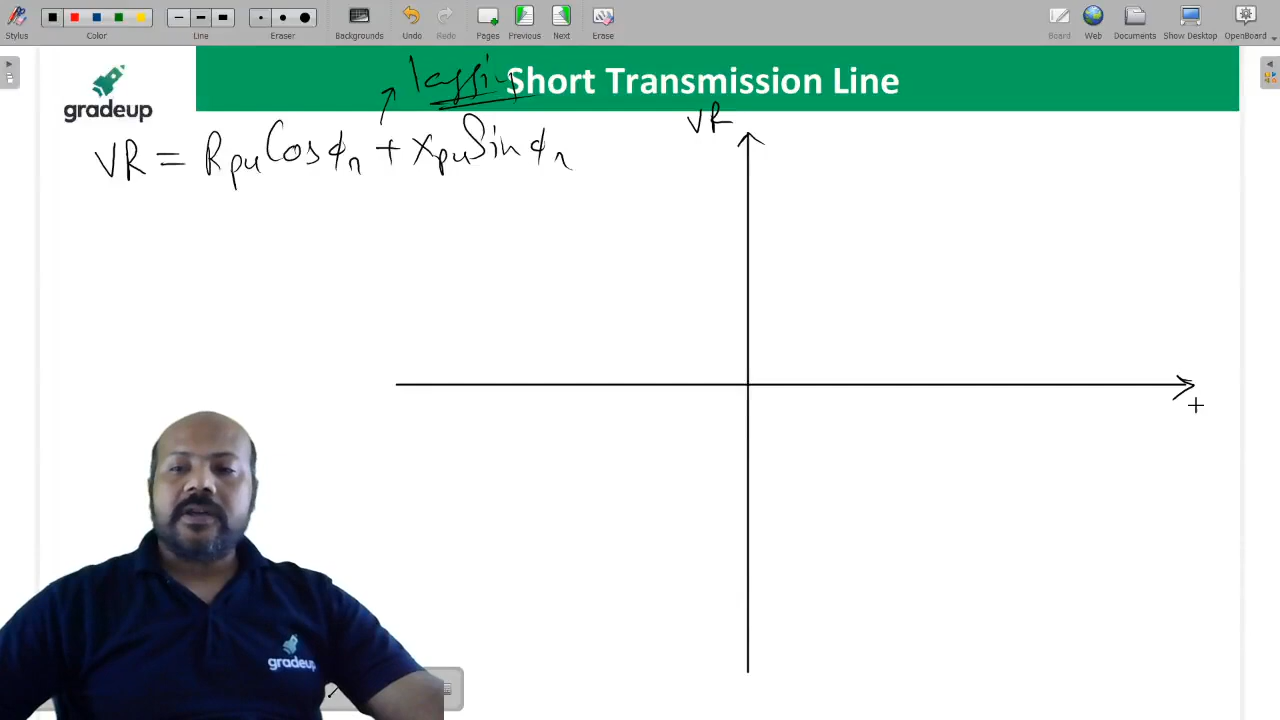 Stylus Color Line Eraser Backgrounds Undo Redo Pages Previous Next Erase Board Web Documents Show Desktop OpenBoard
gradeup
lagging
Short Transmission Line
VR = Rpu Cos ϕr + Xpu Sin ϕr
VR
gradeup